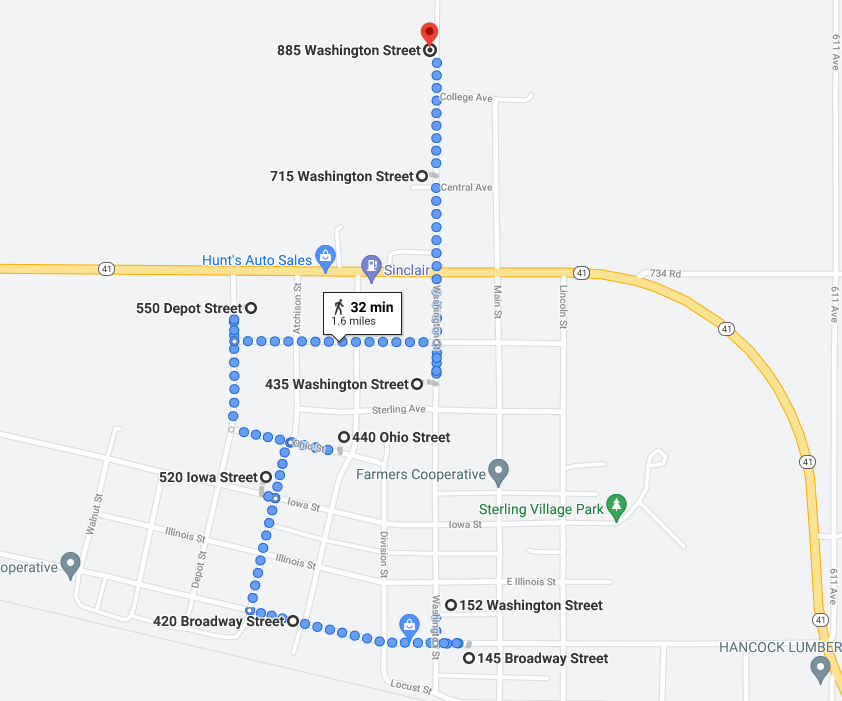 885 Washington Street
611 Ave
College Ave
715 Washington Street
Central Ave
Hunt's Auto Sales
Sinclair
41
41
734 Rd
550 Depot Street
Atchison St
32 min
1.6 miles
Washington St
Main St
Lincoln St
611 Ave
41
435 Washington Street
Sterling Ave
440 Ohio Street
Ohio St
520 Iowa Street
Farmers Cooperative
41
Walnut St
Iowa St
Sterling Village Park
Iowa St
Illinois St
Division St
operative
Depot St
Illinois St
E Illinois St
611 Ave
152 Washington Street
420 Broadway Street
Washington St
41
145 Broadway Street
HANCOCK LUMBER
Locust St